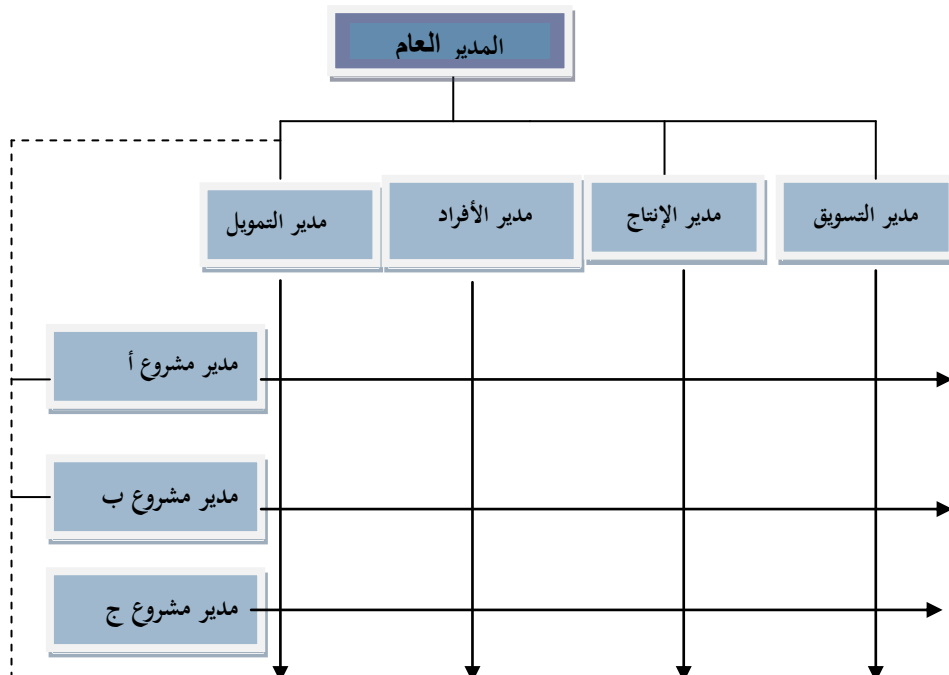 المدير العام
مدير التسويق
مدير الإنتاج
مدير الأفراد
مدير التمويل
مدير مشروع أ
مدير مشروع ب
مدير مشروع ج